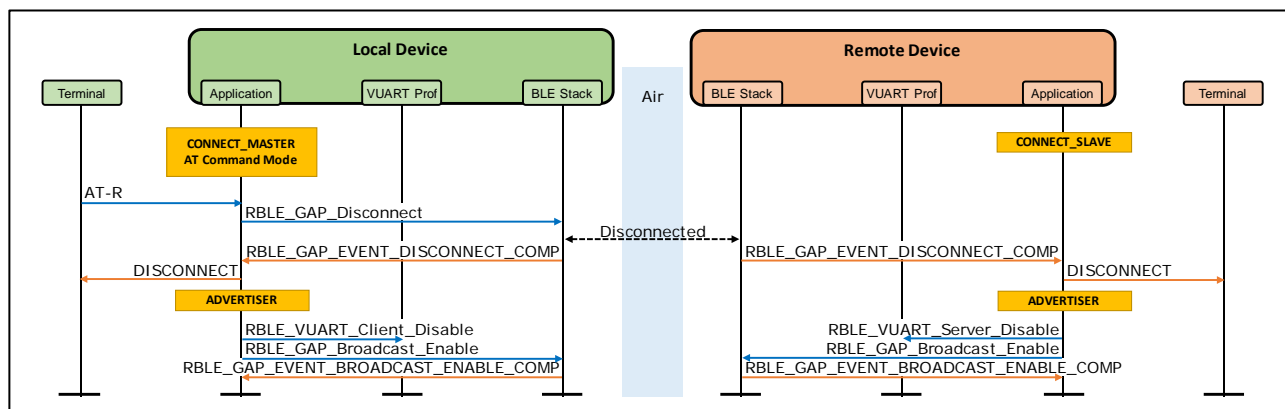 Local Device
Remote Device
Terminal
Application
VUART Prof
BLE Stack
Air
BLE Stack
VUART Prof
Application
Terminal
CONNECT_MASTER
AT Command Mode
CONNECT_SLAVE
AT-R
RBLE_GAP_Disconnect
Disconnected
RBLE_GAP_EVENT_DISCONNECT_COMP
RBLE_GAP_EVENT_DISCONNECT_COMP
DISCONNECT
DISCONNECT
ADVERTISER
ADVERTISER
RBLE_VUART_Client_Disable
RBLE_VUART_Server_Disable
RBLE_GAP_Broadcast_Enable
RBLE_GAP_Broadcast_Enable
RBLE_GAP_EVENT_BROADCAST_ENABLE_COMP
RBLE_GAP_EVENT_BROADCAST_ENABLE_COMP